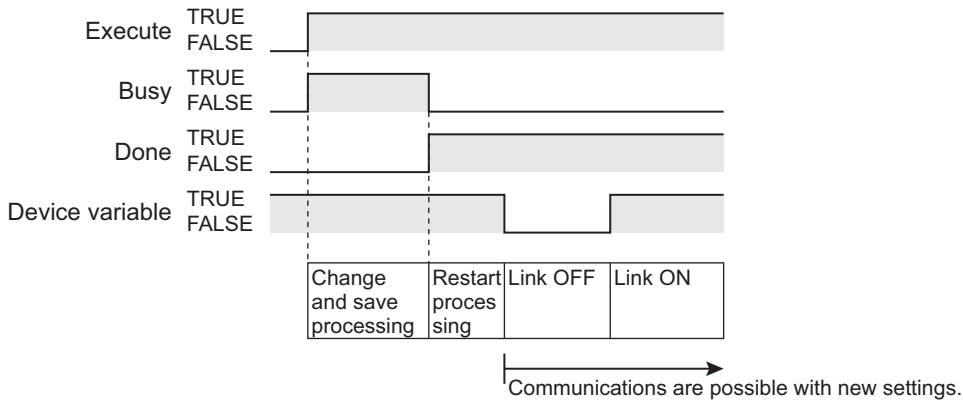 Execute TRUE
FALSE
Busy TRUE
FALSE
Done TRUE
FALSE
Device variable TRUE
FALSE
Change
and save
processing
Restart
proces
sing
Link OFF
Link ON
Communications are possible with new settings.